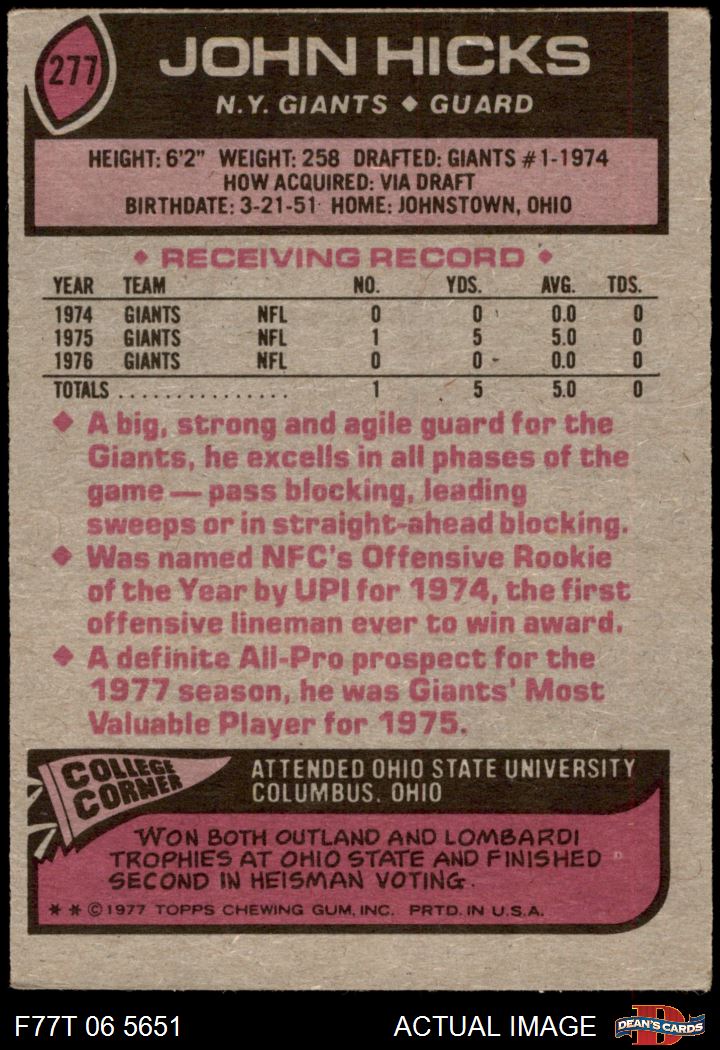 277
JOHN HICKS
N.Y. GIANTS ♦ GUARD
HEIGHT: 6'2" WEIGHT: 258 DRAFTED: GIANTS #1-1974
HOW ACQUIRED: VIA DRAFT
BIRTHDATE: 3-21-51 HOME: JOHNSTOWN, OHIO
♦ RECEIVING RECORD ♦
YEAR TEAM NO. YDS. AVG. TDS.
1974 GIANTS NFL 0 0 0.0 0
1975 GIANTS NFL 1 5 5.0 0
1976 GIANTS NFL 0 0 0.0 0
TOTALS . . . . . . . . . . . . . . . 1 5 5.0 0
♦ A big, strong and agile guard for the
Giants, he excells in all phases of the
game — pass blocking, leading
sweeps or in straight-ahead blocking.
♦ Was named NFC's Offensive Rookie
of the Year by UPI for 1974, the first
offensive lineman ever to win award.
♦ A definite All-Pro prospect for the
1977 season, he was Giants' Most
Valuable Player for 1975.
COLLEGE
CORNER
ATTENDED OHIO STATE UNIVERSITY
COLUMBUS, OHIO
WON BOTH OUTLAND AND LOMBARDI
TROPHIES AT OHIO STATE AND FINISHED
SECOND IN HEISMAN VOTING.
* * © 1977 TOPPS CHEWING GUM, INC. PRTD. IN U.S.A.
F77T 06 5651
ACTUAL IMAGE
D
DEAN'S CARDS